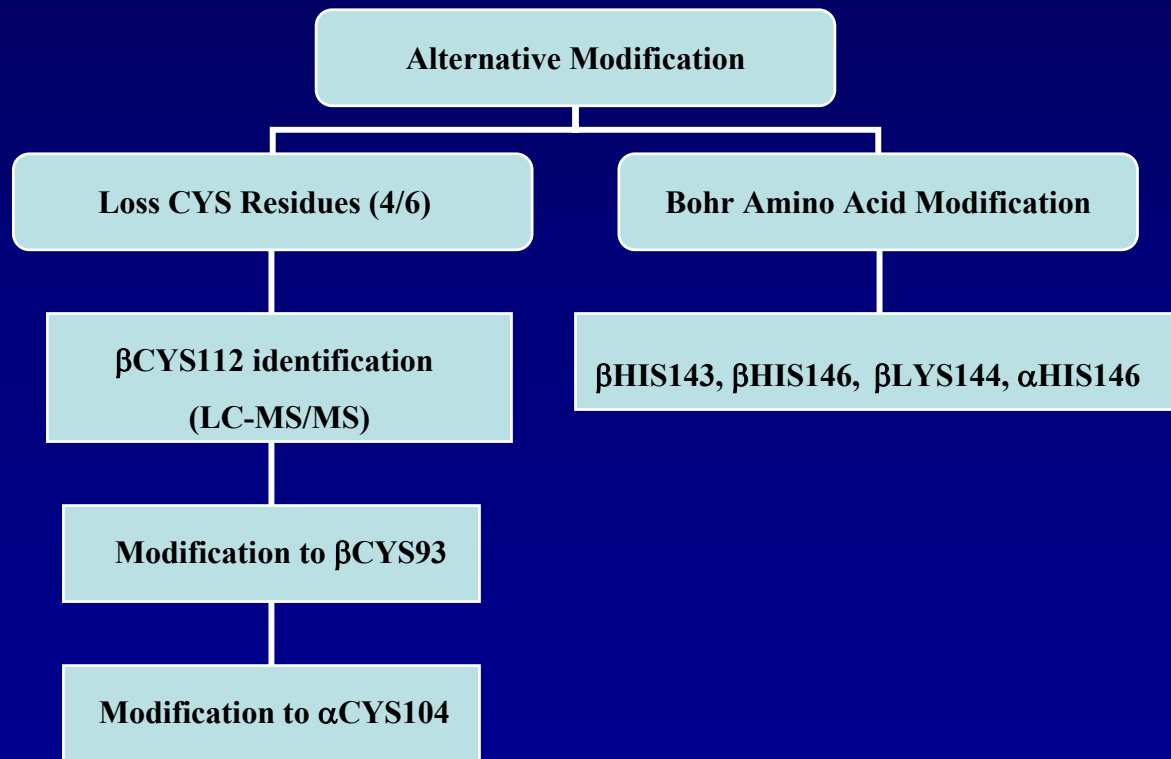 Alternative Modification
Loss CYS Residues (4/6)
Bohr Amino Acid Modification
βCYS112 identification
(LC-MS/MS)
βHIS143, βHIS146, βLYS144, αHIS146
Modification to βCYS93
Modification to αCYS104